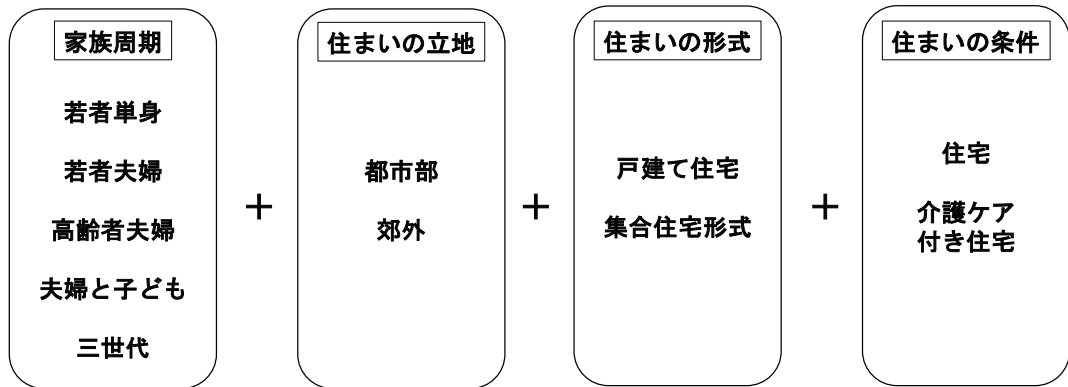 家族周期
若者単身
若者夫婦
高齢者夫婦
夫婦と子ども
三世代
+
住まいの立地
都市部
郊外
+
住まいの形式
戸建て住宅
集合住宅形式
+
住まいの条件
住宅
介護ケア
付き住宅